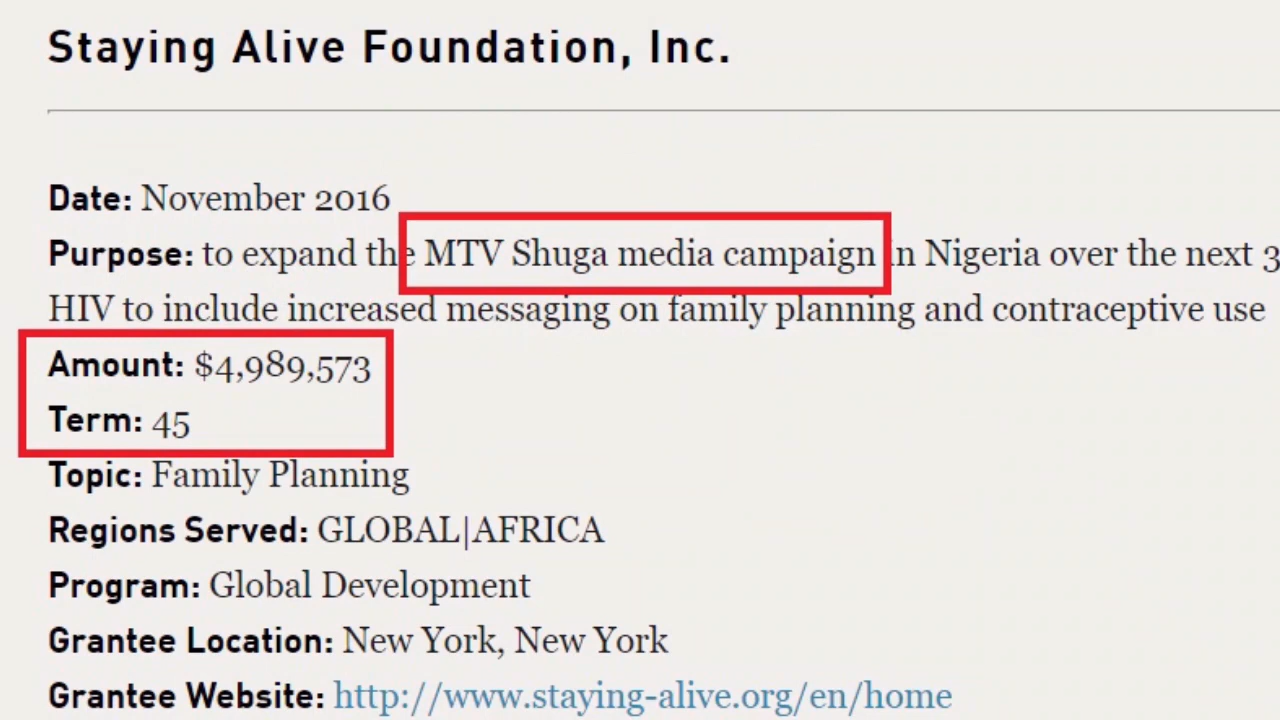 Staying Alive Foundation, Inc.
Date: November 2016
Purpose: to expand the MTV Shuga media campaign in Nigeria over the next 3
HIV to include increased messaging on family planning and contraceptive use
Amount: $4,989,573
Term: 45
Topic: Family Planning
Regions Served: GLOBAL|AFRICA
Program: Global Development
Grantee Location: New York, New York
Grantee Website: http://www.staying-alive.org/en/home